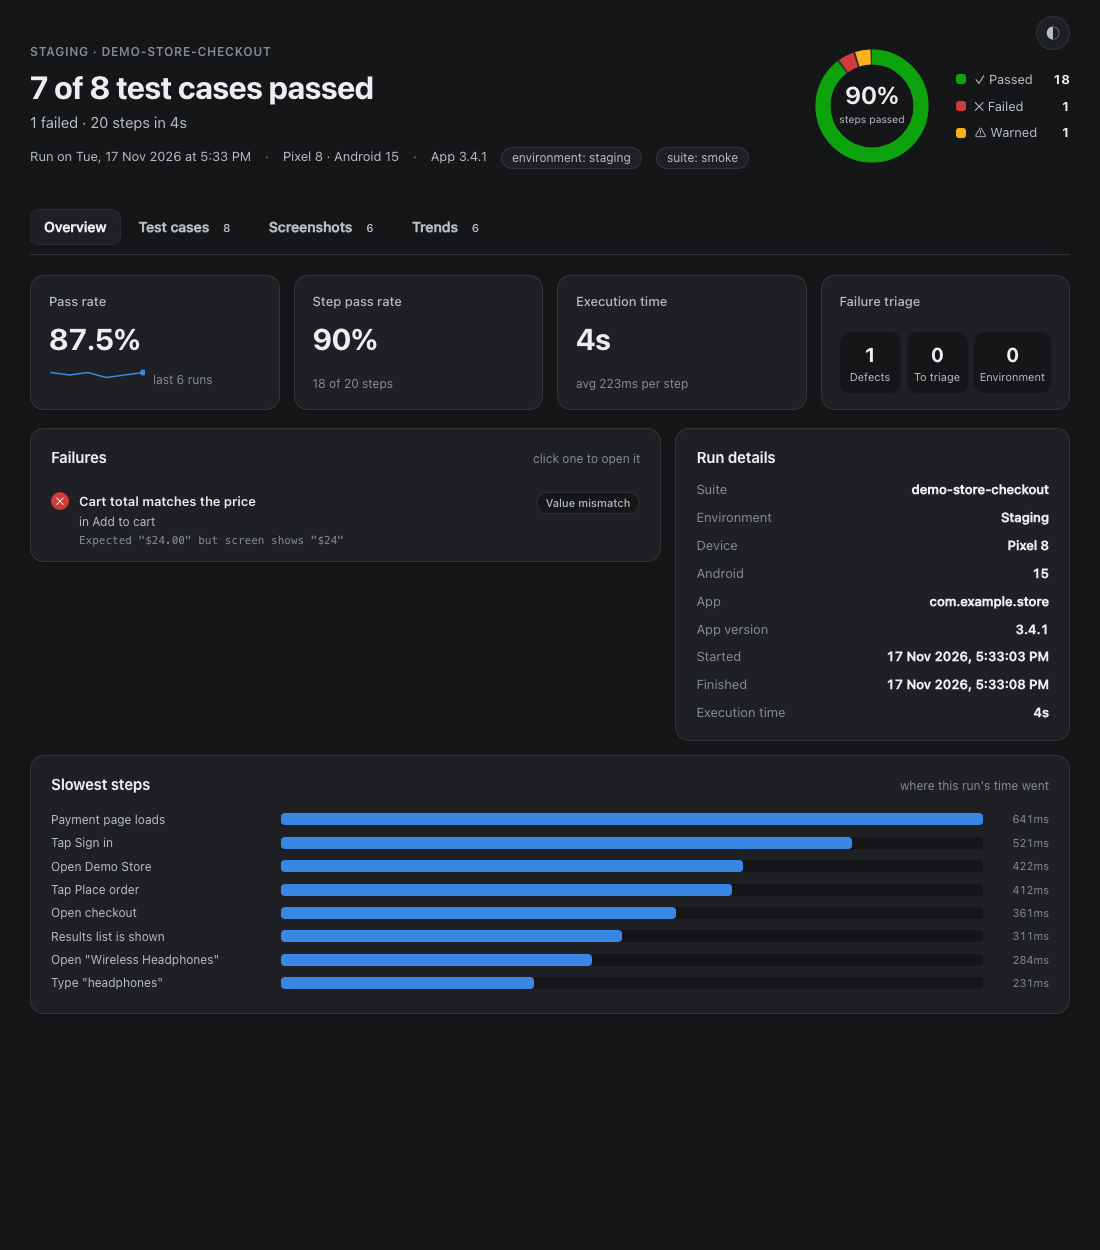 STAGING · DEMO-STORE-CHECKOUT
7 of 8 test cases passed
1 failed · 20 steps in 4s
Run on Tue, 17 Nov 2026 at 5:33 PM · Pixel 8 · Android 15 · App 3.4.1 environment: staging suite: smoke
90%
steps passed
✓ Passed 18
✕ Failed 1
⚠ Warned 1
Overview Test cases 8 Screenshots 6 Trends 6
Pass rate
87.5%
last 6 runs
Step pass rate
90%
18 of 20 steps
Execution time
4s
avg 223ms per step
Failure triage
1 Defects
0 To triage
0 Environment
Failures click one to open it
Cart total matches the price Value mismatch
in Add to cart
Expected "$24.00" but screen shows "$24"
Run details
Suite demo-store-checkout
Environment Staging
Device Pixel 8
Android 15
App com.example.store
App version 3.4.1
Started 17 Nov 2026, 5:33:03 PM
Finished 17 Nov 2026, 5:33:08 PM
Execution time 4s
Slowest steps where this run's time went
Payment page loads 641ms
Tap Sign in 521ms
Open Demo Store 422ms
Tap Place order 412ms
Open checkout 361ms
Results list is shown 311ms
Open "Wireless Headphones" 284ms
Type "headphones" 231ms